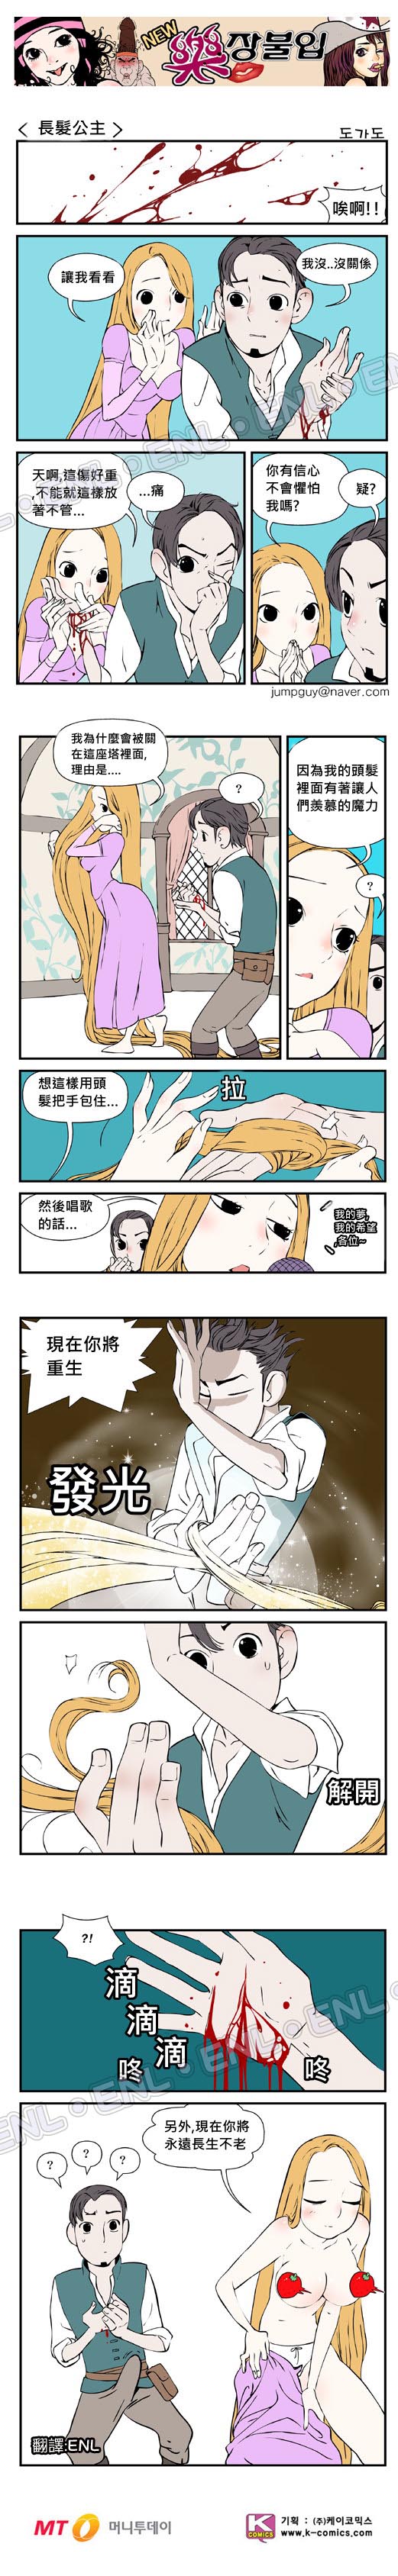 NEW 樂장불입
< 長髮公主 >
도가도
唉啊!!
讓我看看
我沒..沒關係
天啊,這傷好重
,不能就這樣放
著不管...
...痛
你有信心
不會懼怕
我嗎?
疑?
jumpguy@naver.com
我為什麼會被關
在這座塔裡面,
理由是....
?
因為我的頭髮
裡面有著讓人
們羨慕的魔力
?
想這樣用頭
髮把手包住...
拉
然後唱歌
的話...
我的夢,
我的希望
,各位~
現在你將
重生
發光
解開
?!
滴
滴
滴
咚
咚
另外,現在你將
永遠長生不老
?
?
?
翻譯:ENL
ENL
ENL
ENL
MT 머니투데이
K COMICS
기획 : (주)케이코믹스
www.k-comics.com